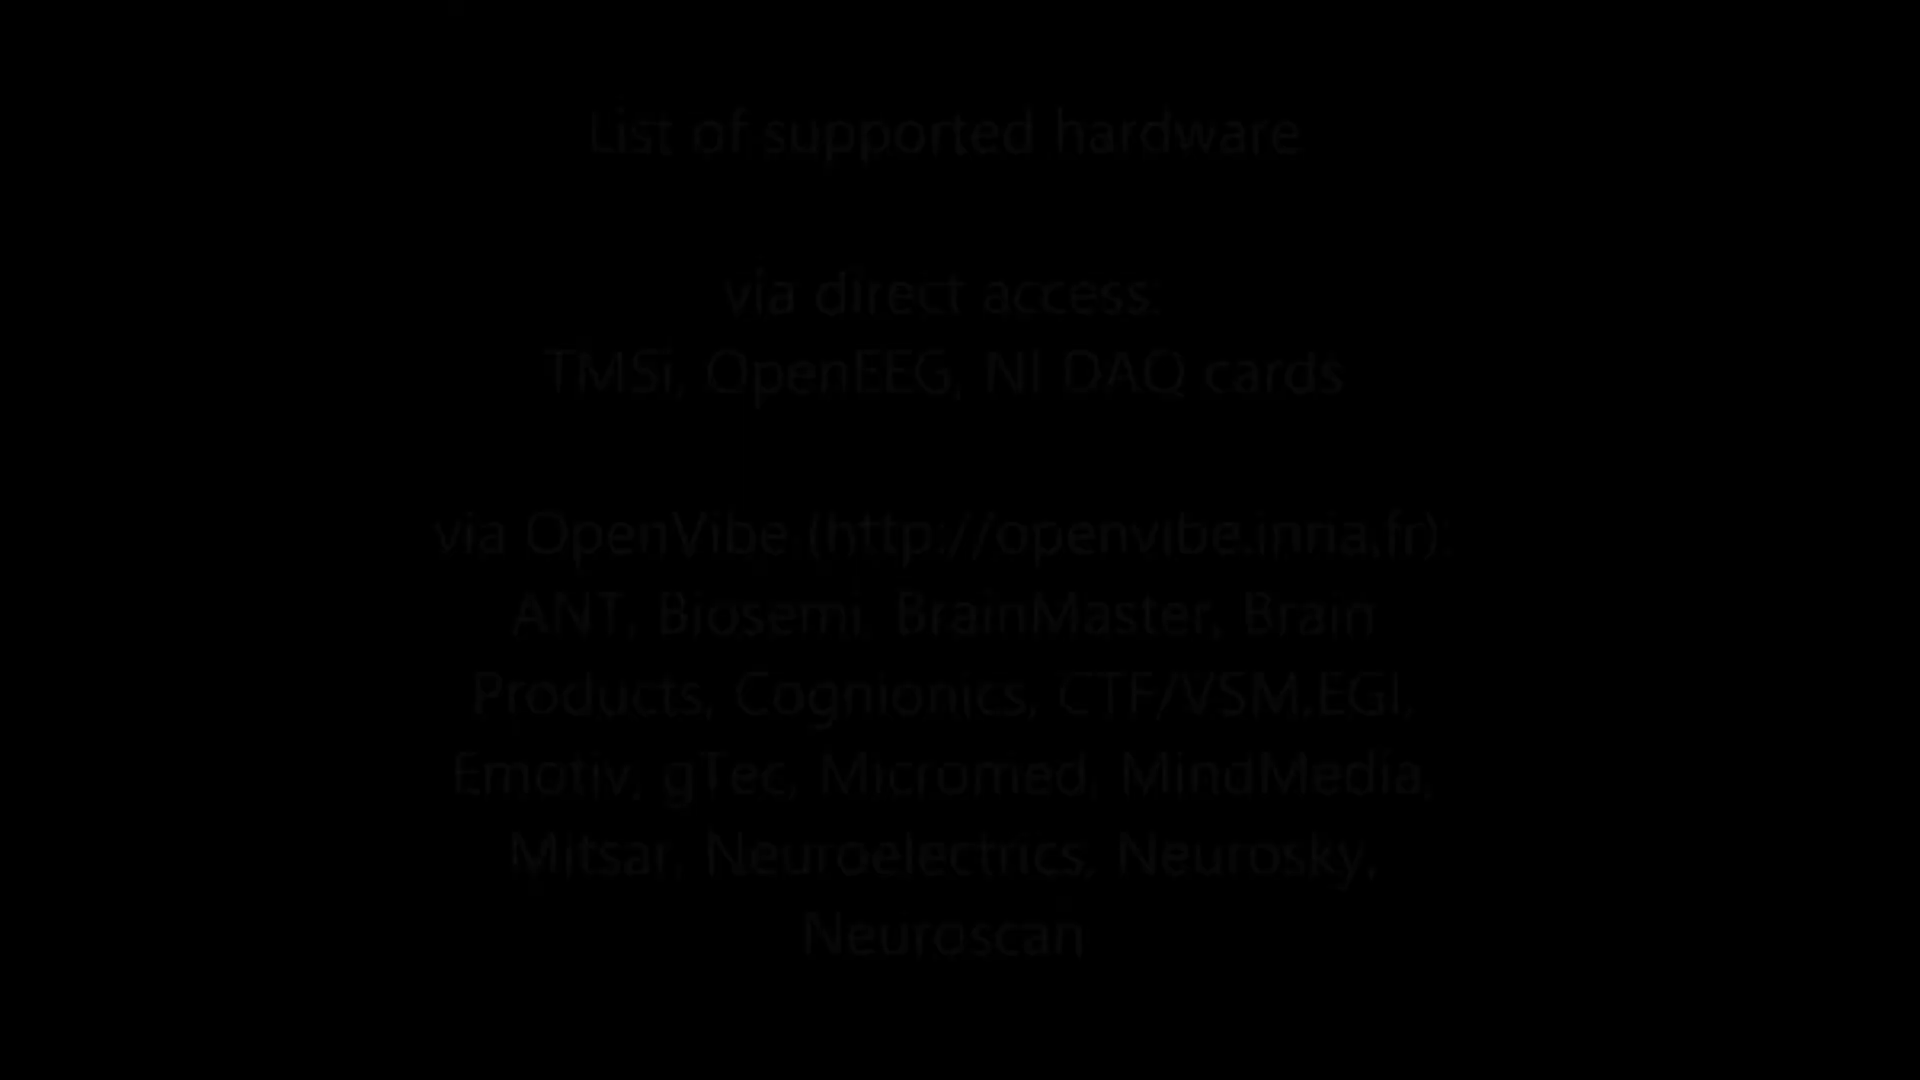 List of supported hardware
via direct access:
TMSi, OpenEEG, NI DAQ cards
via OpenVibe (http://openvibe.inria.fr):
ANT, Biosemi, BrainMaster, Brain
Products, Cognionics, CTF/VSM,EGI,
Emotiv, gTec, Micromed, MindMedia,
Mitsar, Neuroelectrics, Neurosky,
Neuroscan